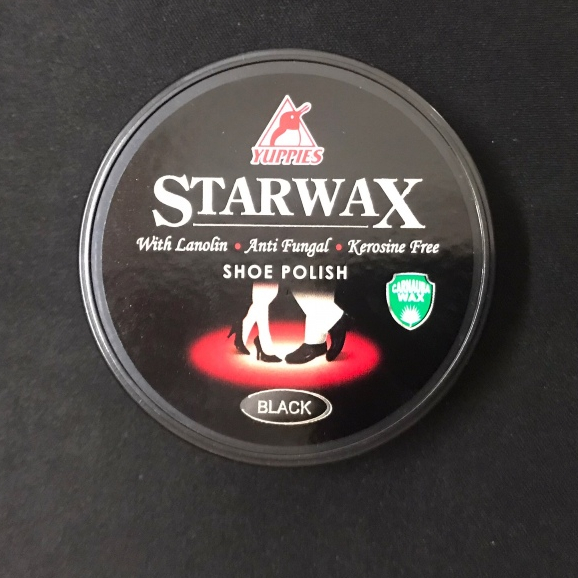 YUPPIES
STARWAX
With Lanolin • Anti Fungal • Kerosine Free
SHOE POLISH
CARNAUBA
WAX
BLACK